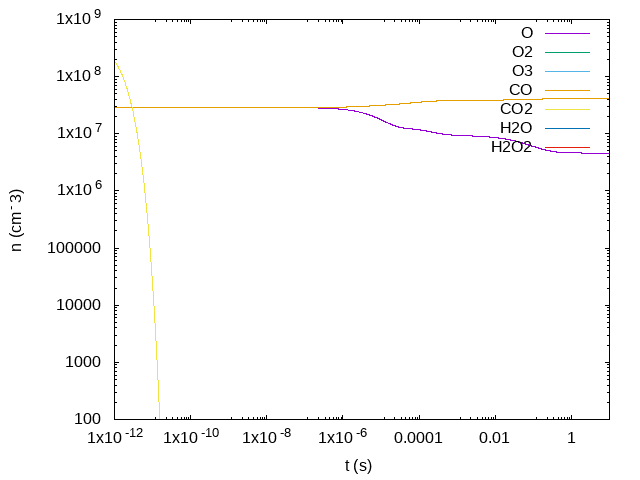 1x10^9
1x10^8
1x10^7
1x10^6
100000
10000
1000
100
n (cm^-3)
O
O2
O3
CO
CO2
H2O
H2O2
1x10^-12 1x10^-10 1x10^-8 1x10^-6 0.0001 0.01 1
t (s)